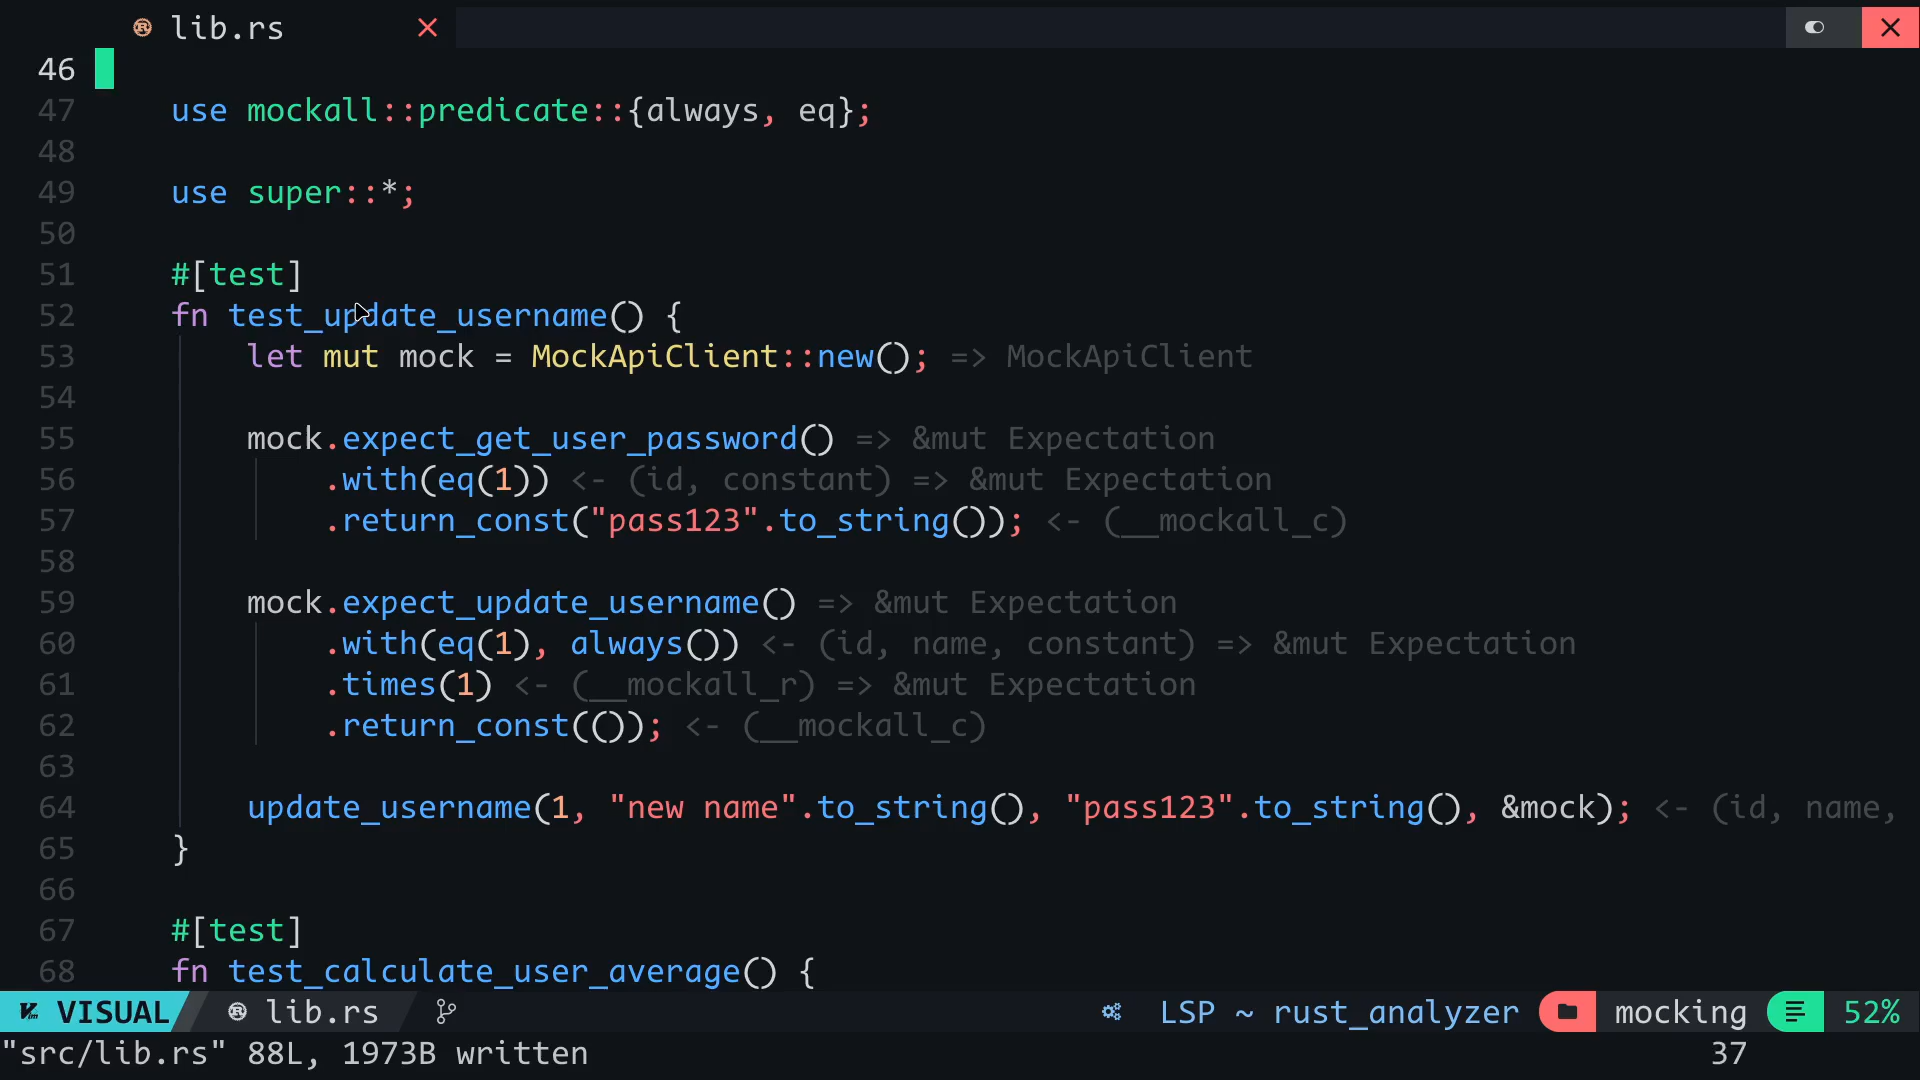 lib.rs
46
47 use mockall::predicate::{always, eq};
48
49 use super::*;
50
51 #[test]
52 fn test_update_username() {
53 let mut mock = MockApiClient::new(); => MockApiClient
54
55 mock.expect_get_user_password() => &mut Expectation
56 .with(eq(1)) <- (id, constant) => &mut Expectation
57 .return_const("pass123".to_string()); <- (__mockall_c)
58
59 mock.expect_update_username() => &mut Expectation
60 .with(eq(1), always()) <- (id, name, constant) => &mut Expectation
61 .times(1) <- (__mockall_r) => &mut Expectation
62 .return_const(()); <- (__mockall_c)
63
64 update_username(1, "new name".to_string(), "pass123".to_string(), &mock); <- (id, name,
65 }
66
67 #[test]
68 fn test_calculate_user_average() {
VISUAL lib.rs LSP ~ rust_analyzer mocking 52%
"src/lib.rs" 88L, 1973B written 37